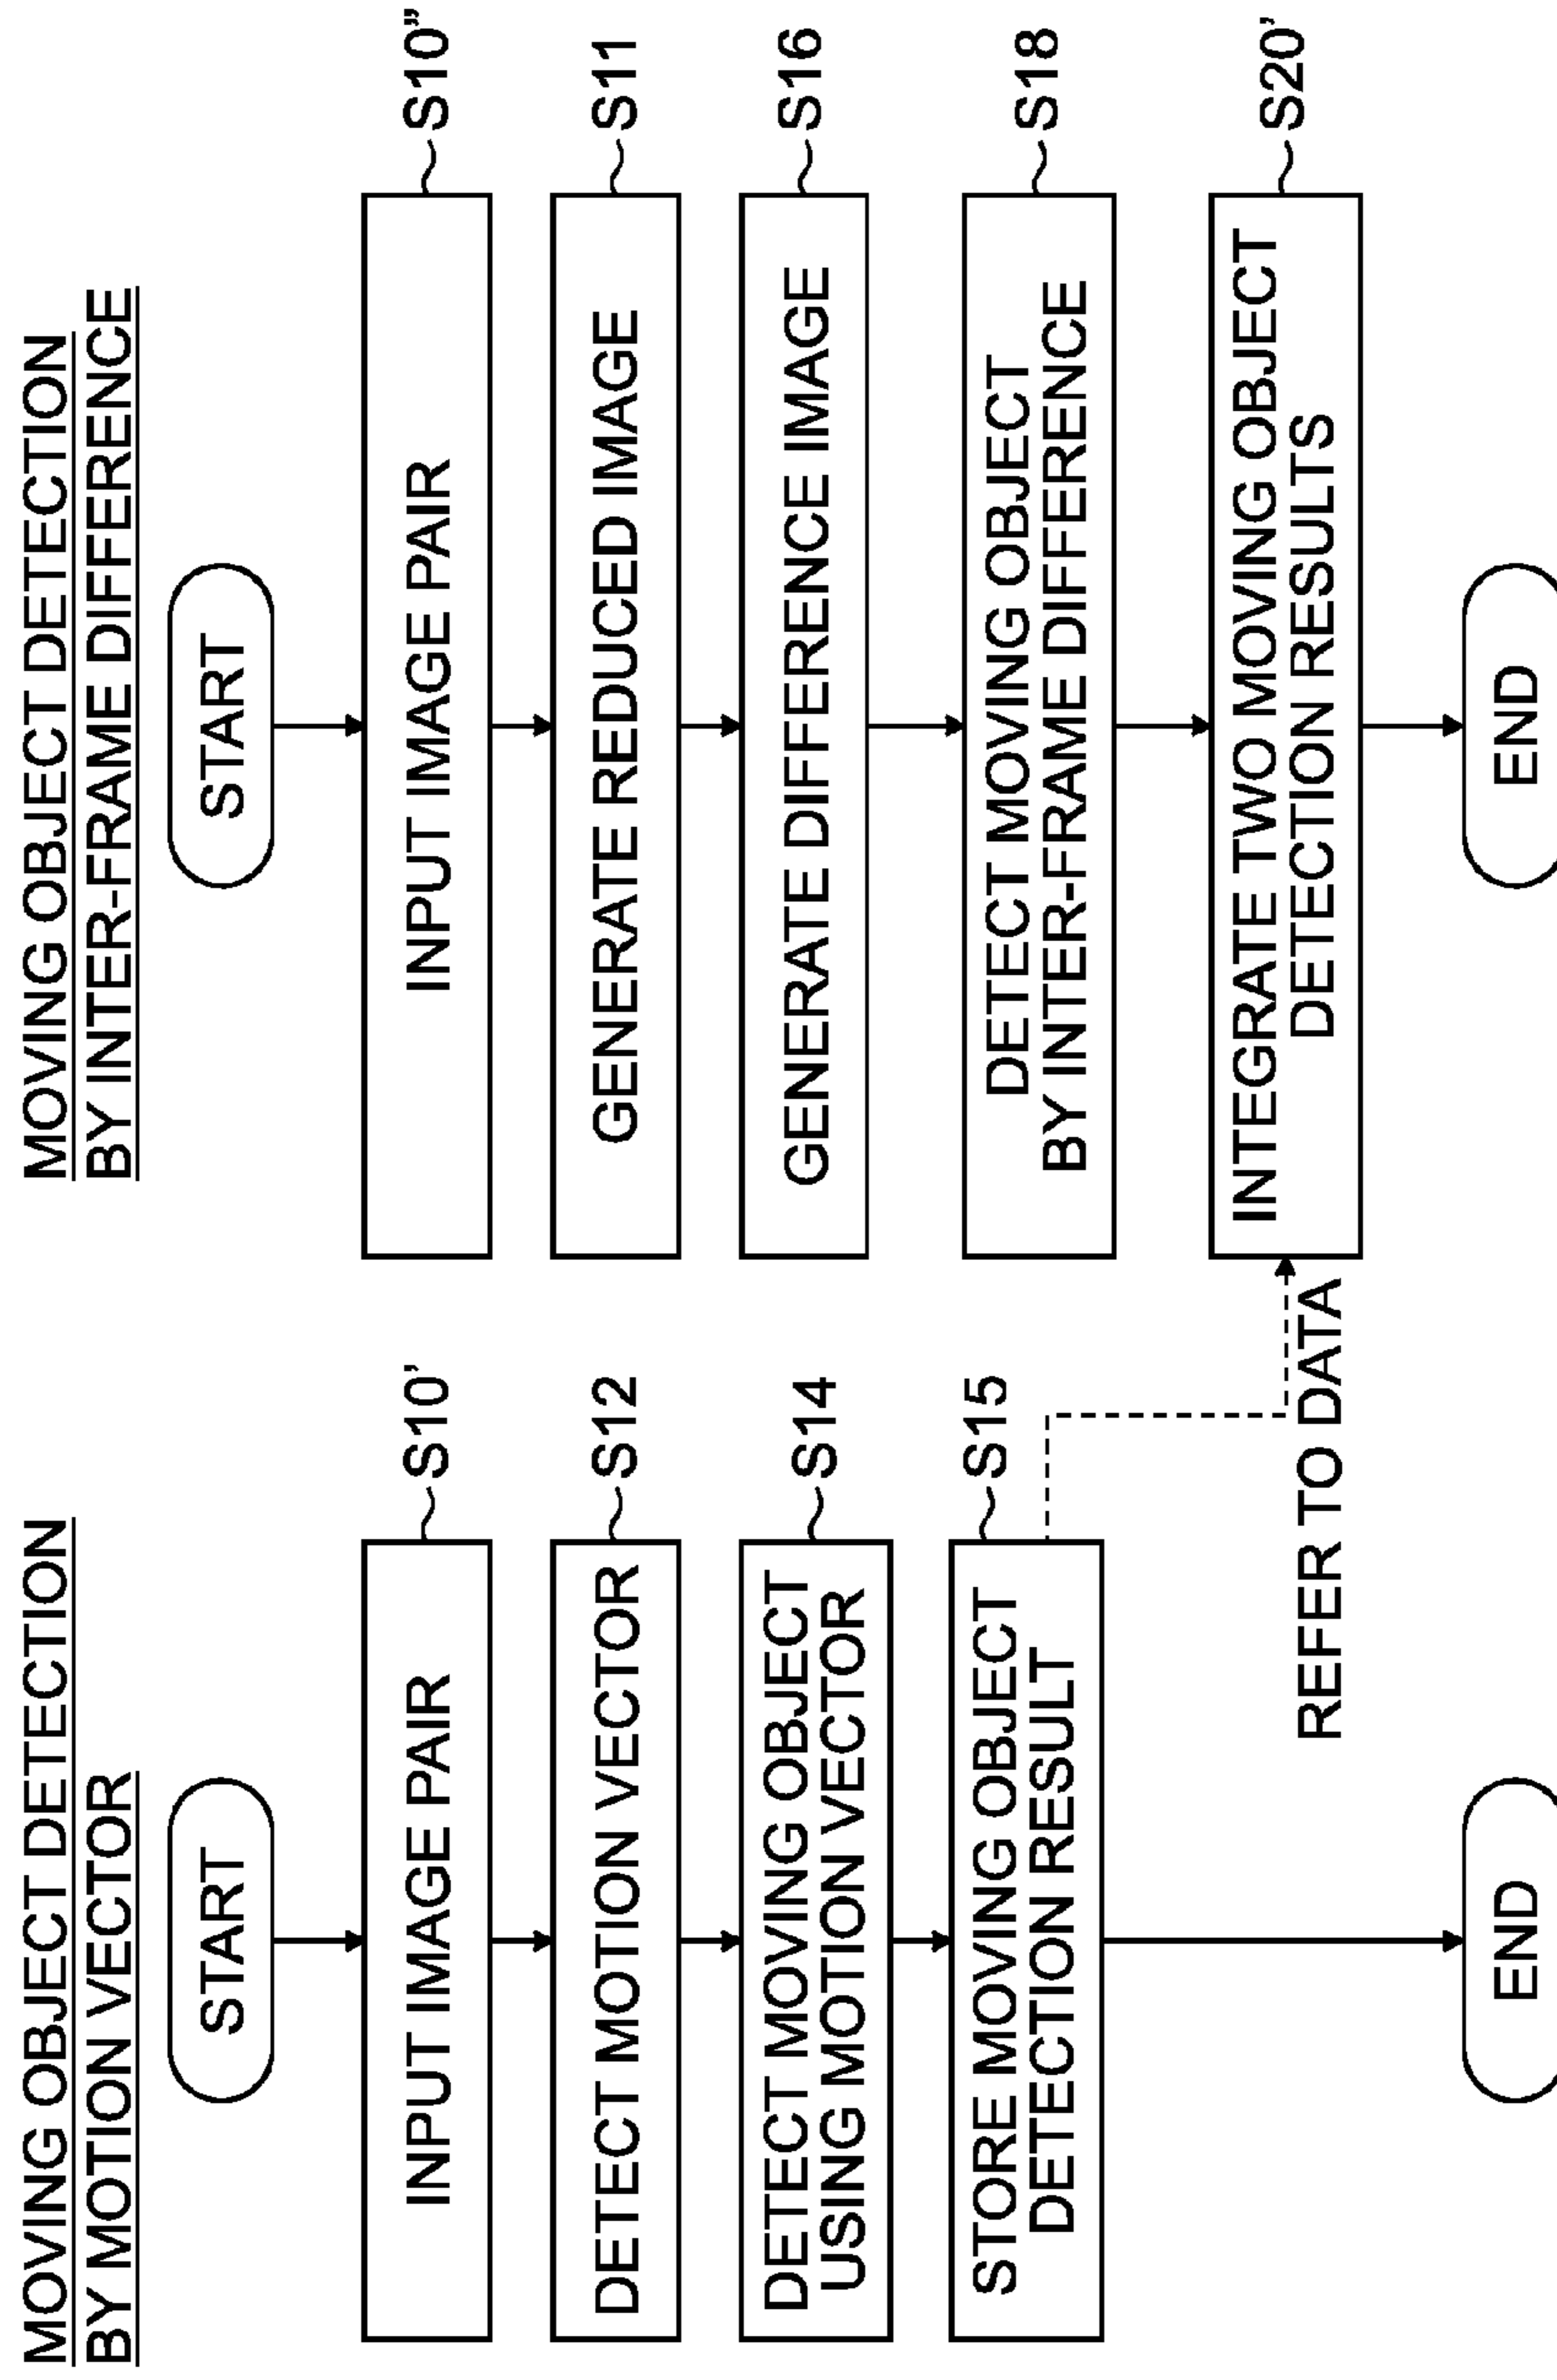 MOVING OBJECT DETECTION
BY MOTION VECTOR
START
INPUT IMAGE PAIR
S10'
DETECT MOTION VECTOR
S12
DETECT MOVING OBJECT
USING MOTION VECTOR
S14
STORE MOVING OBJECT
DETECTION RESULT
S15
REFER TO DATA
END
MOVING OBJECT DETECTION
BY INTER-FRAME DIFFERENCE
START
INPUT IMAGE PAIR
S10”
GENERATE REDUCED IMAGE
S11
GENERATE DIFFERENCE IMAGE
S16
DETECT MOVING OBJECT
BY INTER-FRAME DIFFERENCE
S18
INTEGRATE TWO MOVING OBJECT
DETECTION RESULTS
S20'
END